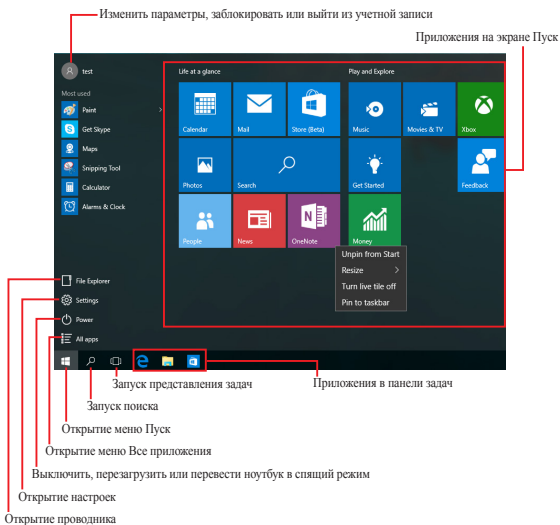 Изменить параметры, заблокировать или выйти из учетной записи
Приложения на экране Пуск
test
Life at a glance
Play and Explore
Most used
Paint
Get Skype
Maps
Snipping Tool
Calculator
Alarms & Clock
Calendar
Mail
Store (Beta)
Music
Movies & TV
Xbox
Photos
Search
Get Started
Feedback
People
News
OneNote
Money
Unpin from Start
Resize
Turn live tile off
Pin to taskbar
File Explorer
Settings
Power
All apps
Запуск представления задач
Приложения в панели задач
Запуск поиска
Открытие меню Пуск
Открытие меню Все приложения
Выключить, перезагрузить или перевести ноутбук в спящий режим
Открытие настроек
Открытие проводника